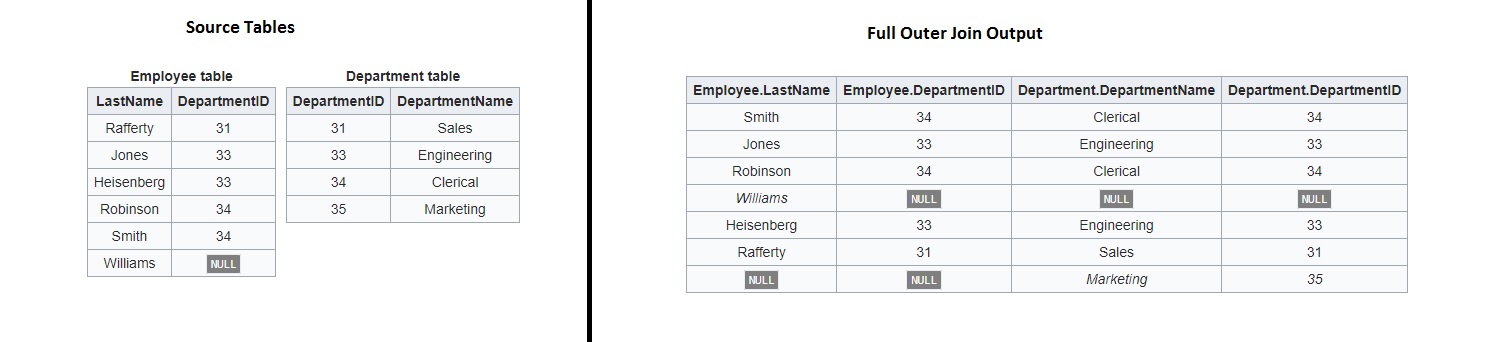 Source Tables
Employee table
LastName DepartmentID
Rafferty 31
Jones 33
Heisenberg 33
Robinson 34
Smith 34
Williams NULL
Department table
DepartmentID DepartmentName
31 Sales
33 Engineering
34 Clerical
35 Marketing
Full Outer Join Output
Employee.LastName Employee.DepartmentID Department.DepartmentName Department.DepartmentID
Smith 34 Clerical 34
Jones 33 Engineering 33
Robinson 34 Clerical 34
Williams NULL NULL NULL
Heisenberg 33 Engineering 33
Rafferty 31 Sales 31
NULL NULL Marketing 35